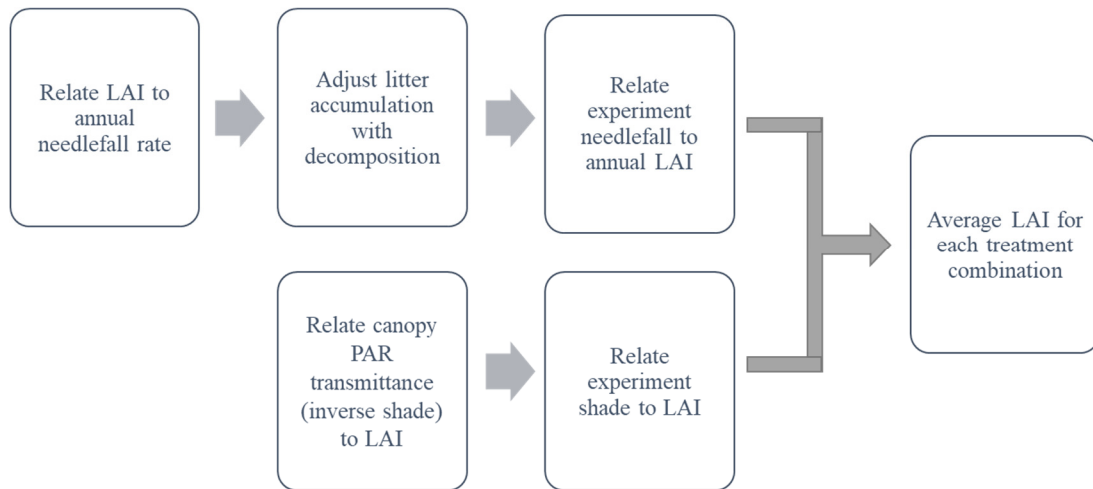 Relate LAI to
annual
needlefall rate
Adjust litter
accumulation
with
decomposition
Relate
experiment
needlefall to
annual LAI
Relate canopy
PAR
transmittance
(inverse shade)
to LAI
Relate
experiment
shade to LAI
Average LAI for
each treatment
combination